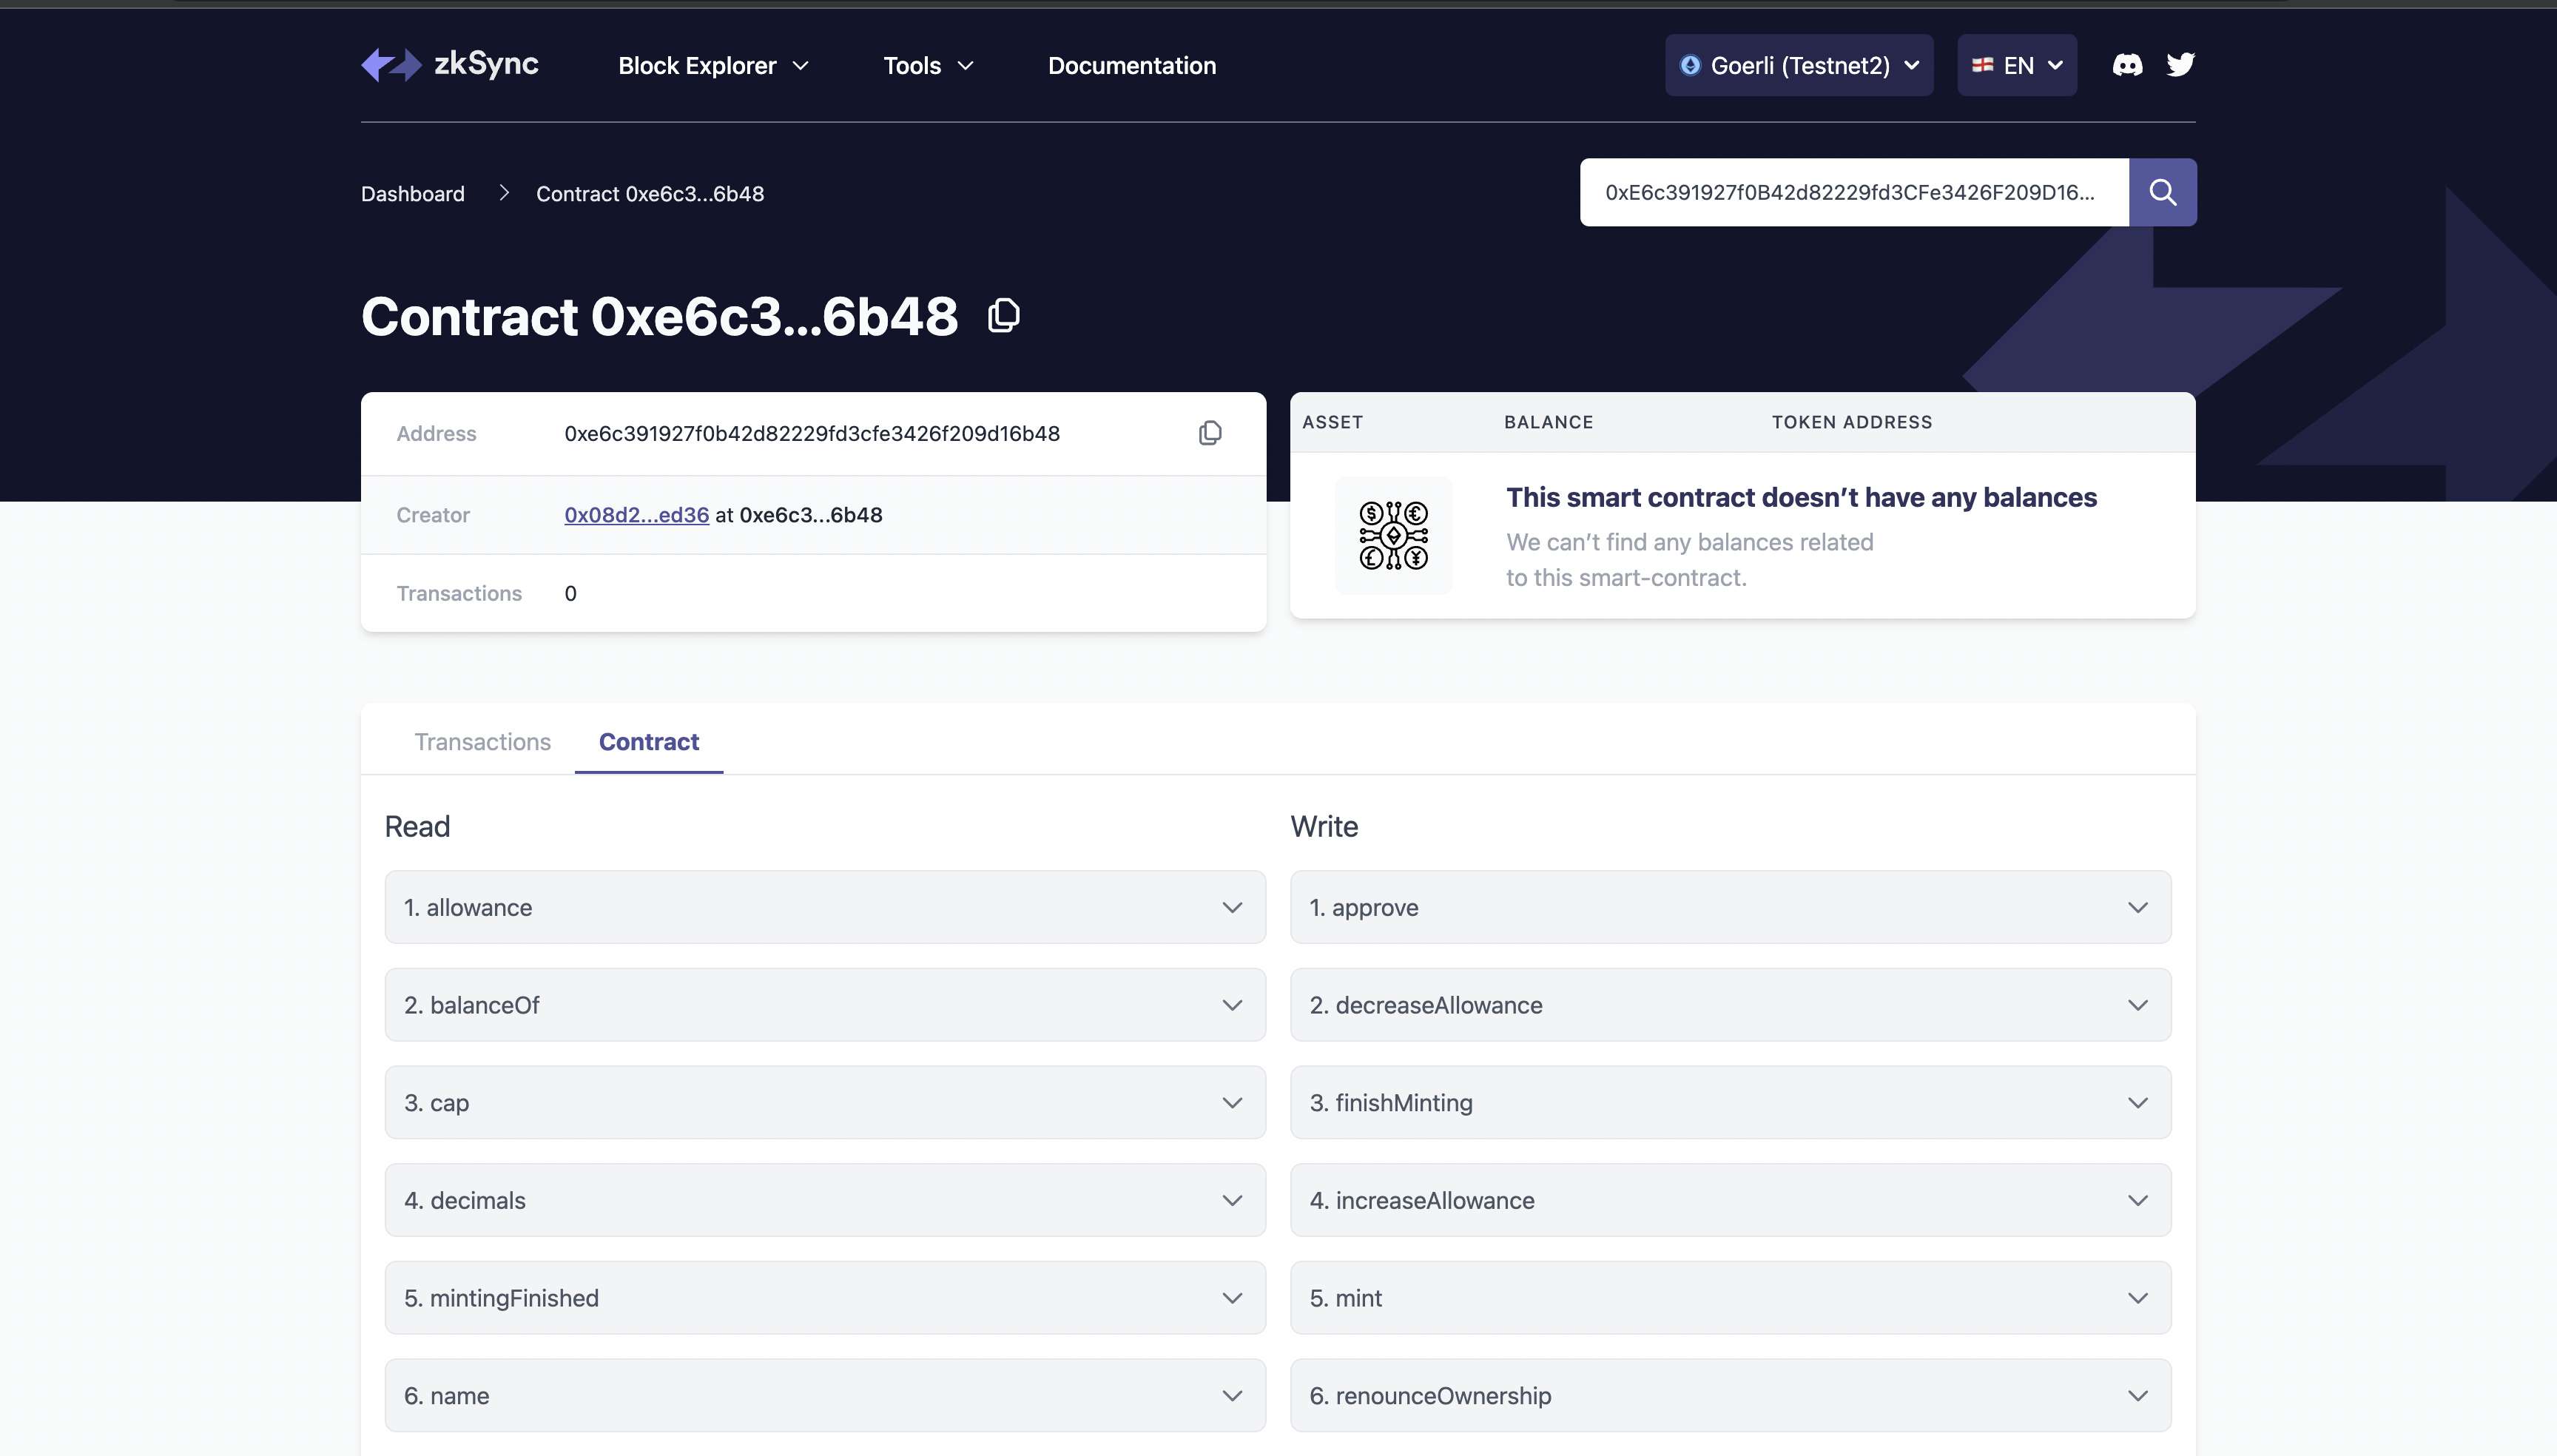 zkSync Block Explorer Tools Documentation Goerli (Testnet2) EN
Dashboard Contract 0xe6c3...6b48 0xE6c391927f0B42d82229fd3CFe3426F209D16...
Contract 0xe6c3...6b48
Address 0xe6c391927f0b42d82229fd3cfe3426f209d16b48
Creator 0x08d2...ed36 at 0xe6c3...6b48
Transactions 0
ASSET BALANCE TOKEN ADDRESS
This smart contract doesn’t have any balances
We can’t find any balances related
to this smart-contract.
Transactions Contract
Read
1. allowance
2. balanceOf
3. cap
4. decimals
5. mintingFinished
6. name
Write
1. approve
2. decreaseAllowance
3. finishMinting
4. increaseAllowance
5. mint
6. renounceOwnership